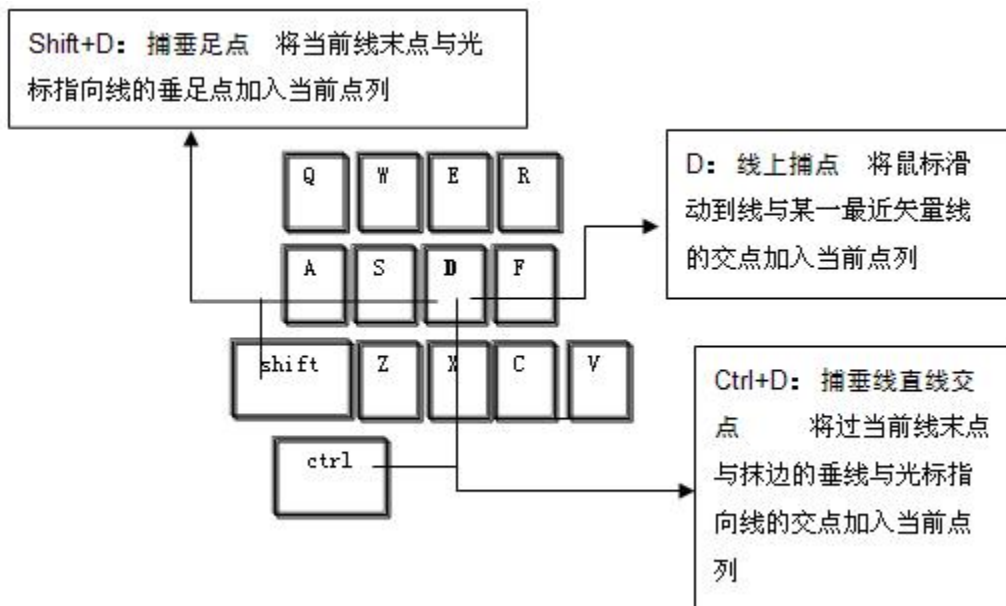 Shift+D：捕垂足点 将当前线末点与光
标指向线的垂足点加入当前点列
Q W E R
D：线上捕点 将鼠标滑
动到线与某一最近矢量线
的交点加入当前点列
A S D F
shift Z X C V
Ctrl+D：捕垂线直线交
点 将过当前线末点
与抹边的垂线与光标指
向线的交点加入当前点
列
ctrl